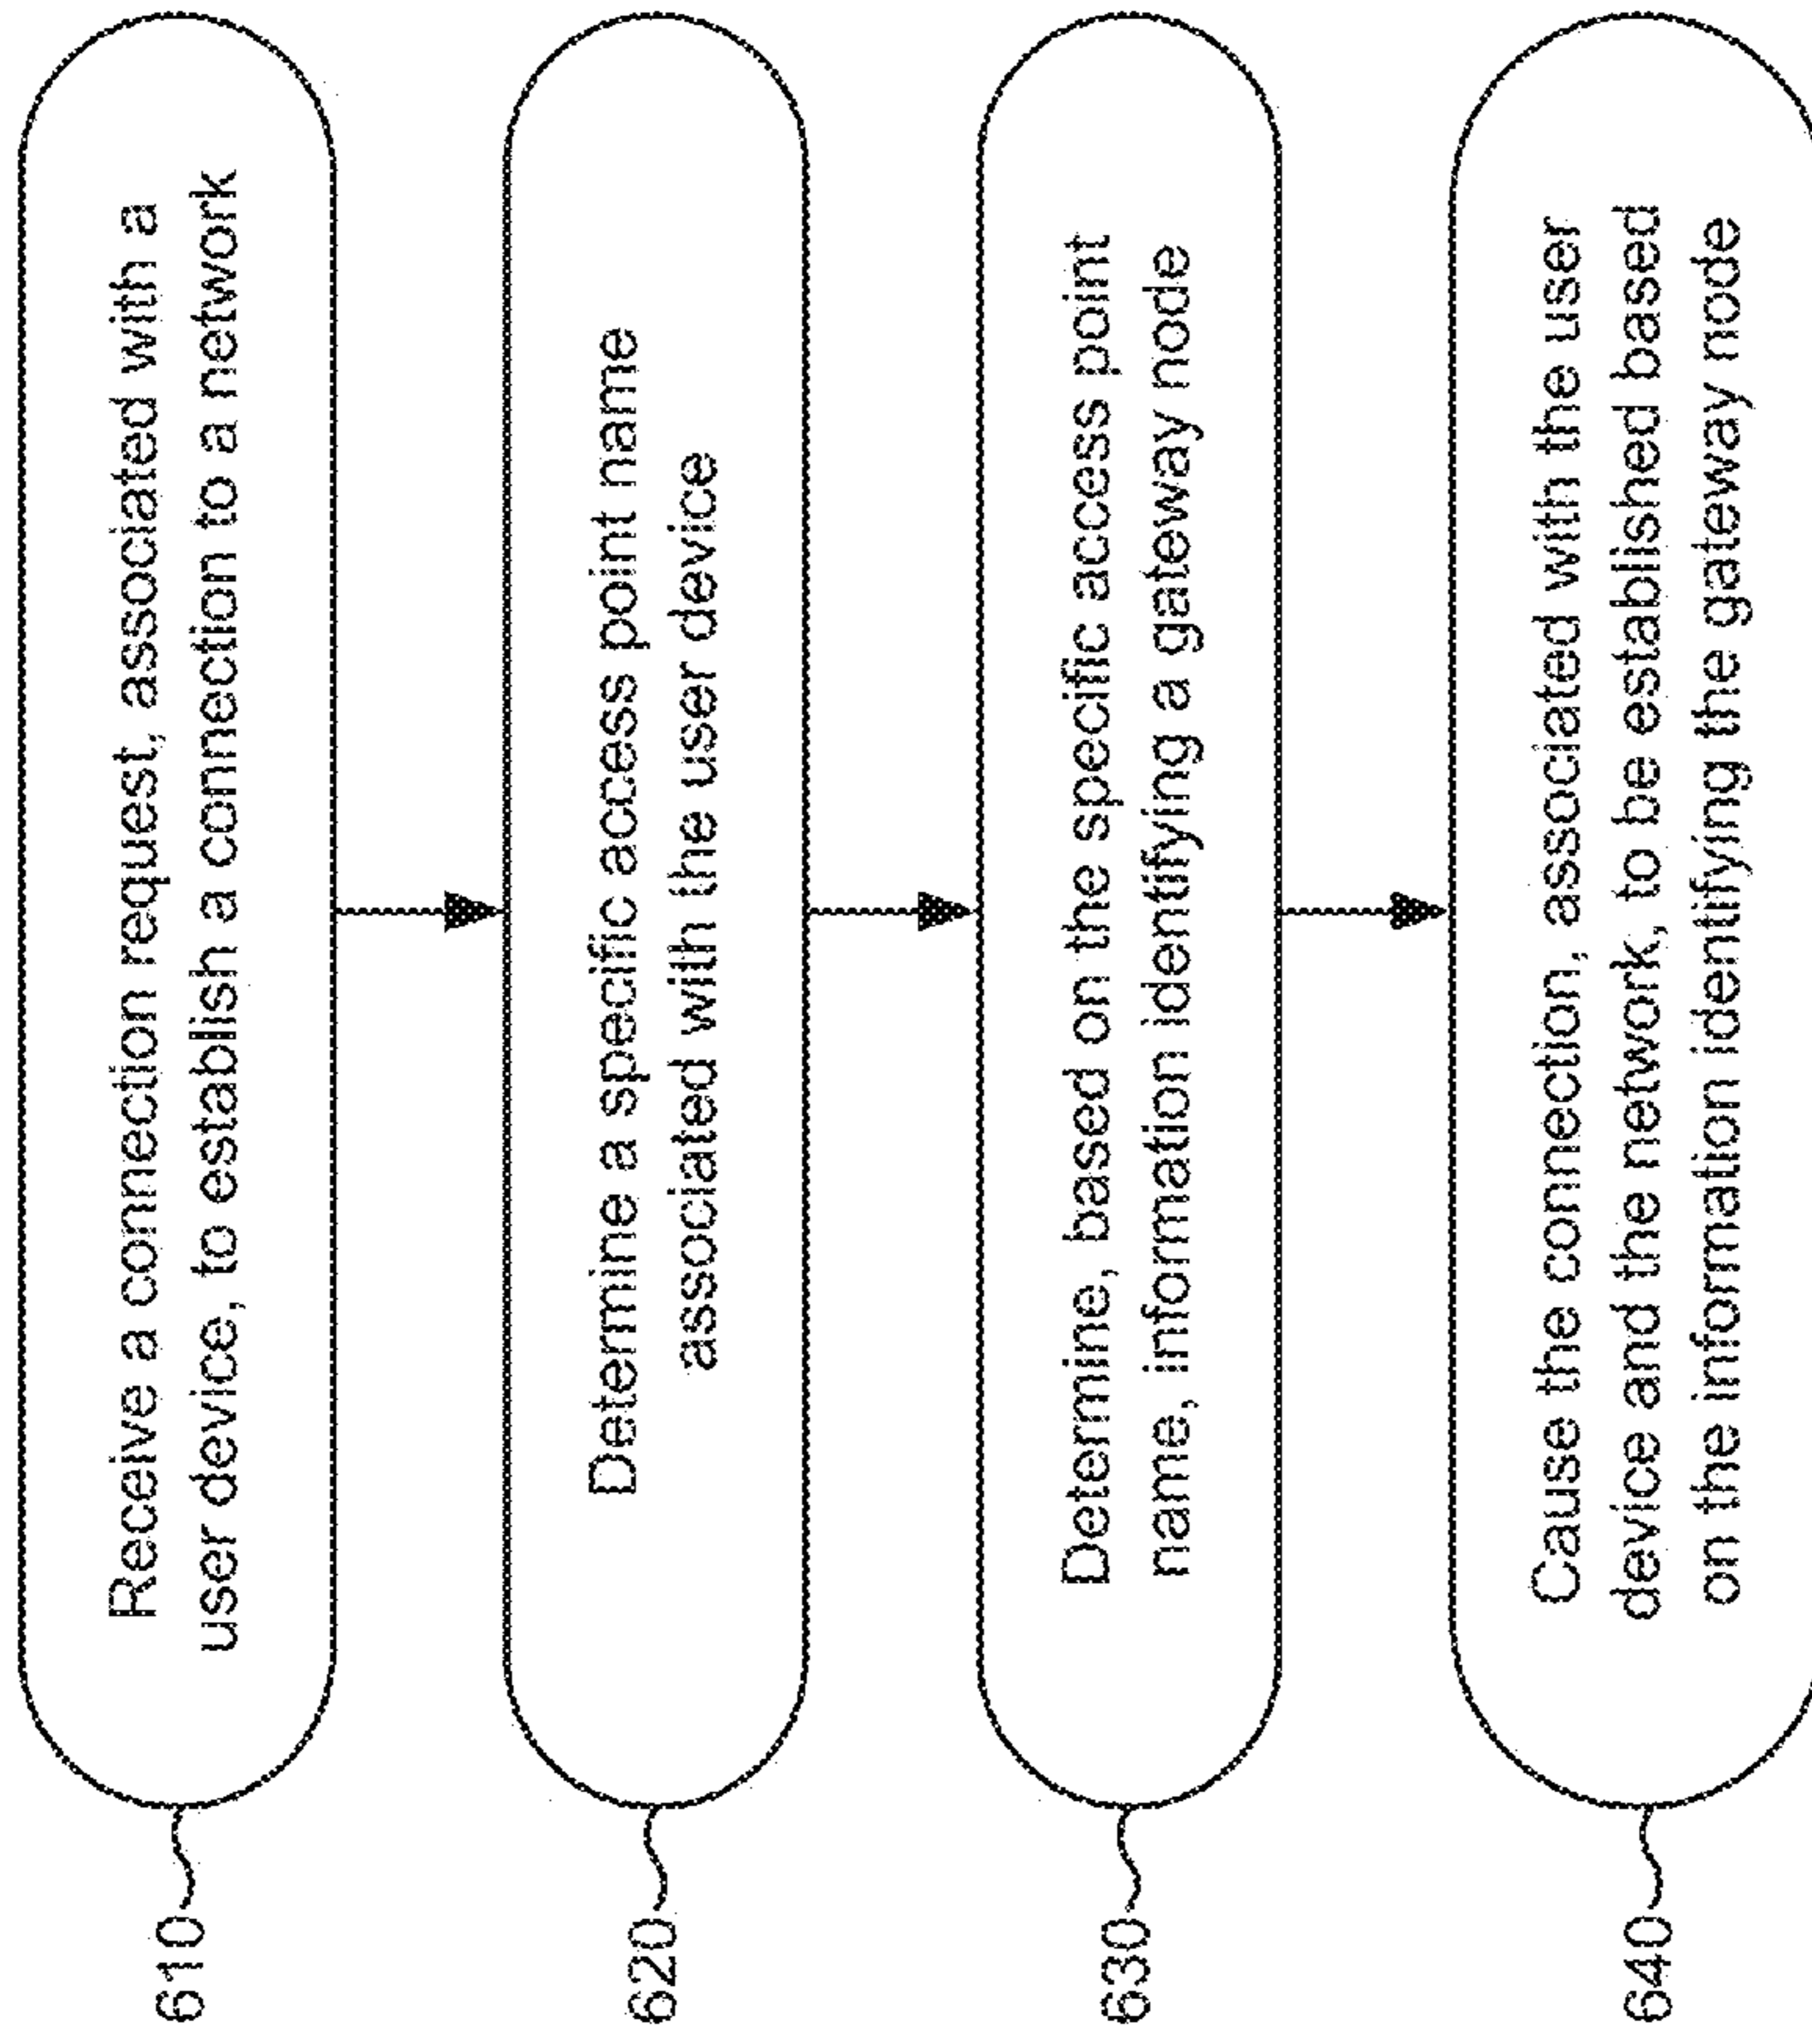 610
Receive a connection request, associated with a
user device, to establish a connection to a network
620
Determine a specific access point name
associated with the user device
630
Determine, based on the specific access point
name, information identifying a gateway node
640
Cause the connection, associated with the user
device and the network, to be established based
on the information identifying the gateway node